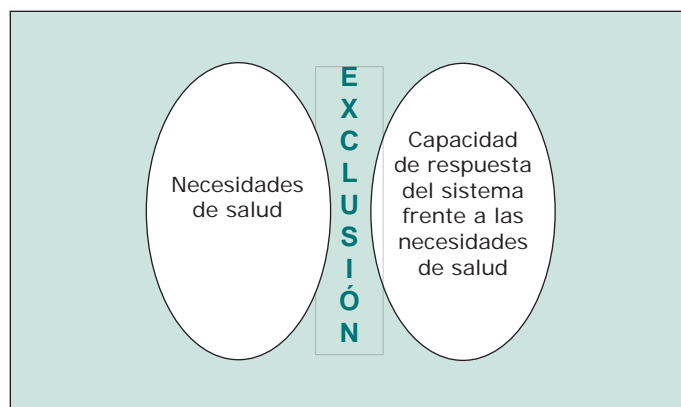 Necesidades
de salud
E
X
C
L
U
S
I
Ó
N
Capacidad
de respuesta
del sistema
frente a las
necesidades
de salud